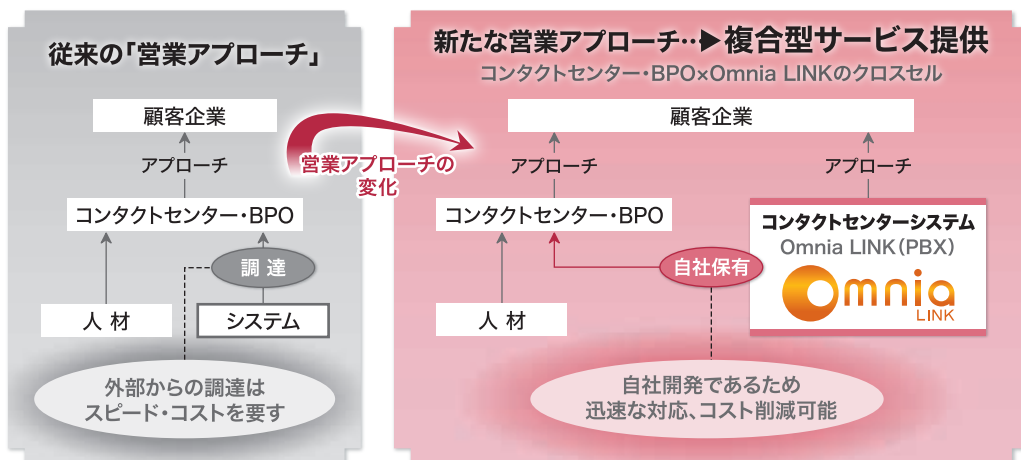 従来の「営業アプローチ」
顧客企業
アプローチ
コンタクトセンター・BPO
調達
人材
システム
外部からの調達は
スピード・コストを要す
営業アプローチの
変化
新たな営業アプローチ‥▶複合型サービス提供
コンタクトセンター・BPO×Omnia LINKのクロスセル
顧客企業
アプローチ
アプローチ
コンタクトセンター・BPO
コンタクトセンターシステム
Omnia LINK(PBX)
Omnia
LINK
自社保有
人材
自社開発であるため
迅速な対応、コスト削減可能